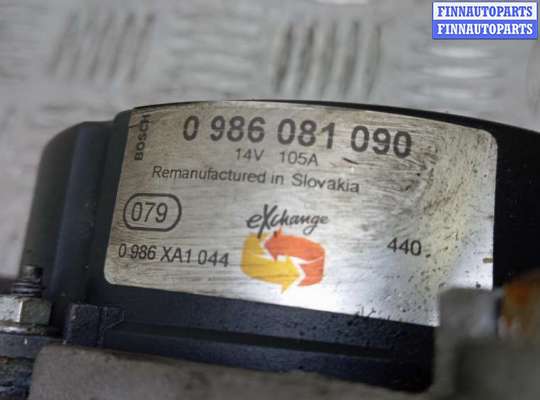 FINNAUTOPARTS
FINNAUTOPARTS
BOSCH
0 986 081 090
14V 105A
Remanufactured in Slovakia
079
eXchange
0 986 XA1 044
440